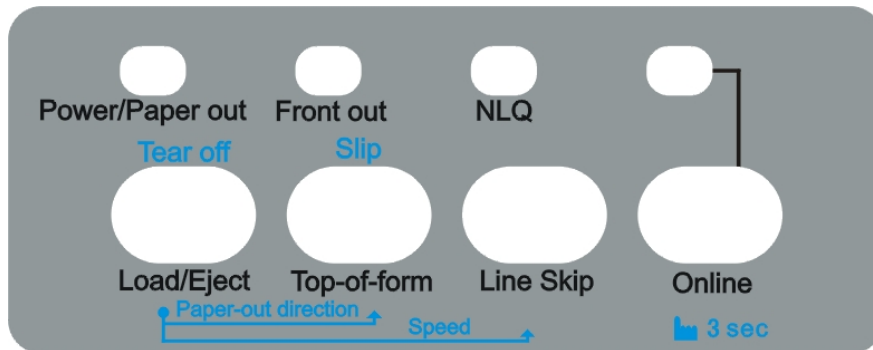 Power/Paper out Front out NLQ
Tear off Slip
Load/Eject Top-of-form Line Skip Online
Paper-out direction
Speed 3 sec